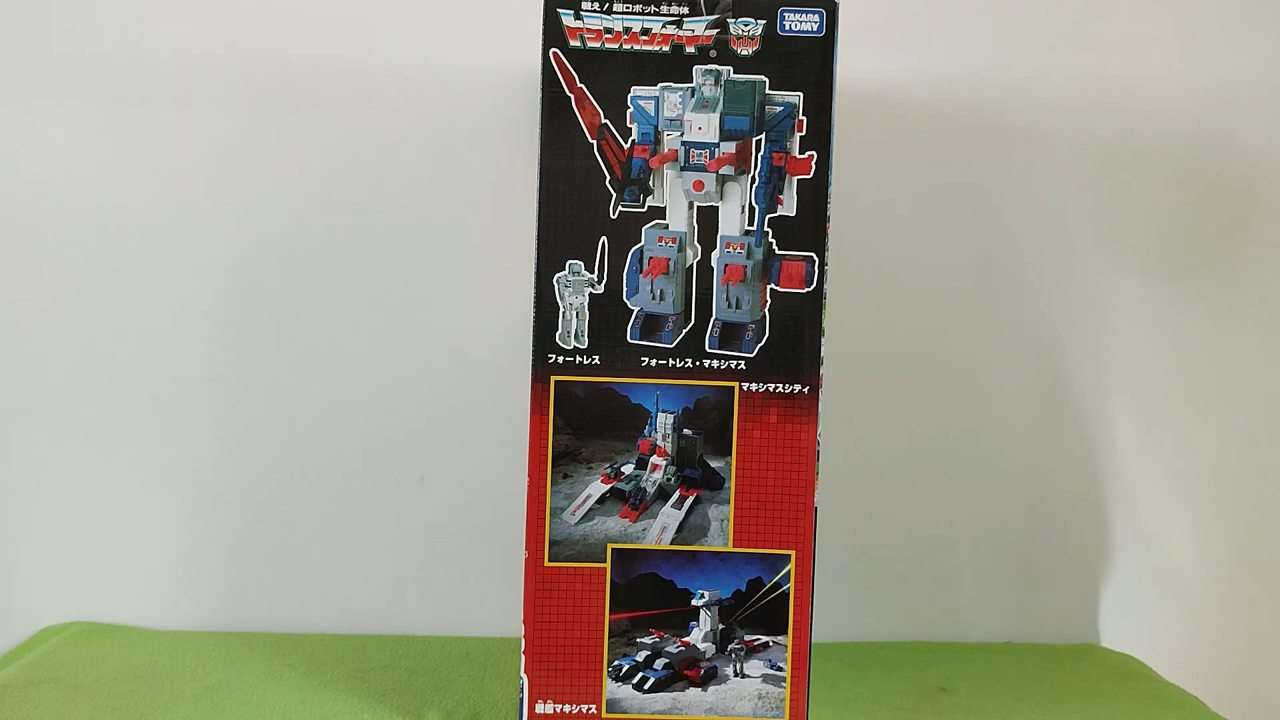 戦え!超ロボット生命体
トランスフォーマー
TAKARA
TOMY
フォートレス
フォートレス・マキシマス
マキシマスシティ
戦艦マキシマス